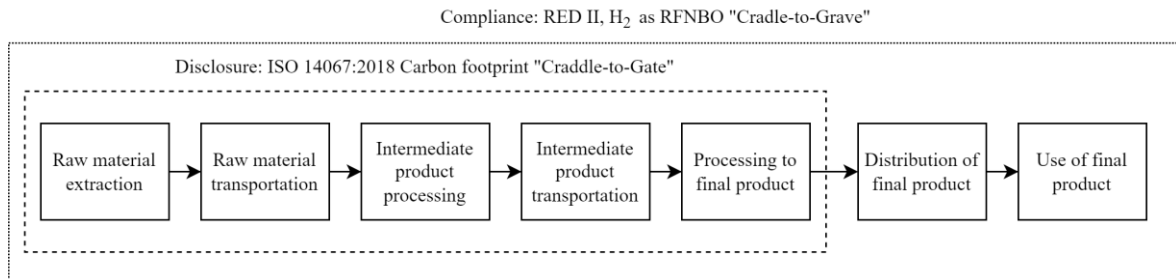 Compliance: RED II, H₂ as RFNBO "Cradle-to-Grave"
Disclosure: ISO 14067:2018 Carbon footprint "Craddle-to-Gate"
Raw material
extraction
Raw material
transportation
Intermediate
product
processing
Intermediate
product
transportation
Processing to
final product
Distribution of
final product
Use of final
product